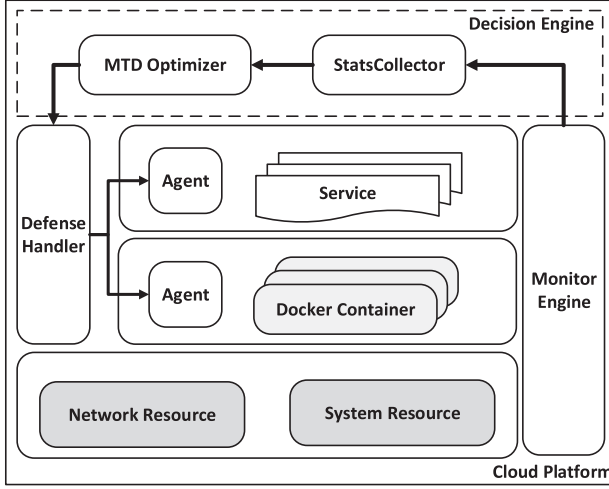 Decision Engine
MTD Optimizer
StatsCollector
Defense
Handler
Agent
Service
Agent
Docker Container
Monitor
Engine
Network Resource
System Resource
Cloud Platform